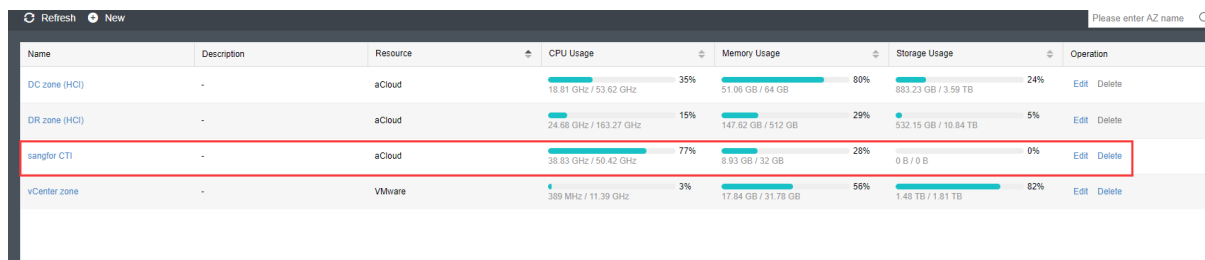 Refresh New Please enter AZ name
Name Description Resource CPU Usage Memory Usage Storage Usage Operation
DC zone (HCI) - aCloud 35% 80% 24% Edit Delete
18.81 GHz / 53.62 GHz 51.06 GB / 64 GB 883.23 GB / 3.59 TB
DR zone (HCI) - aCloud 15% 29% 5% Edit Delete
24.68 GHz / 163.27 GHz 147.62 GB / 512 GB 532.15 GB / 10.84 TB
sangfor CTI - aCloud 77% 28% 0% Edit Delete
38.83 GHz / 50.42 GHz 8.93 GB / 32 GB 0 B / 0 B
vCenter zone - VMware 3% 56% 82% Edit Delete
389 MHz / 11.39 GHz 17.84 GB / 31.78 GB 1.48 TB / 1.81 TB